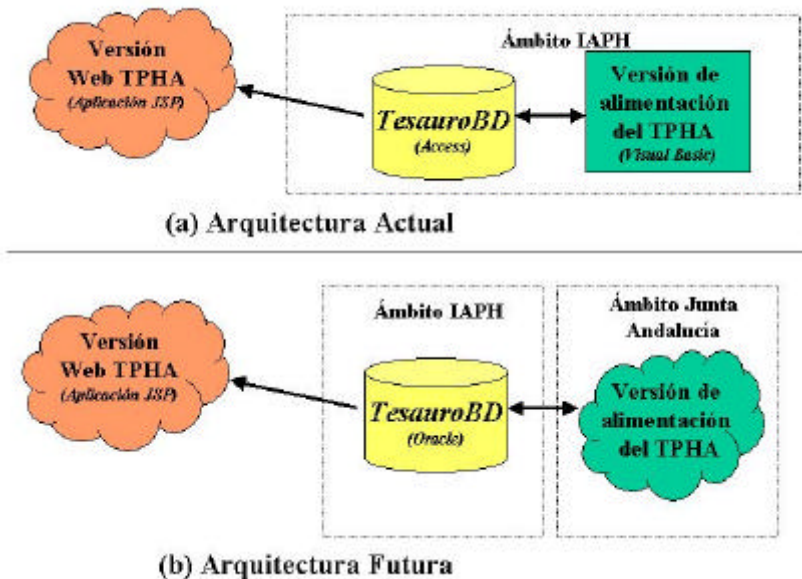 Versión
Web TPHA
(Aplicación JSP)
Ámbito IAPH
TesauroBD
(Access)
Versión de
alimentación
del TPHA
(Visual Basic)
(a) Arquitectura Actual
Versión
Web TPHA
(Aplicación JSP)
Ámbito IAPH
TesauroBD
(Oracle)
Ámbito Junta
Andalucía
Versión de
alimentación
del TPHA
(b) Arquitectura Futura